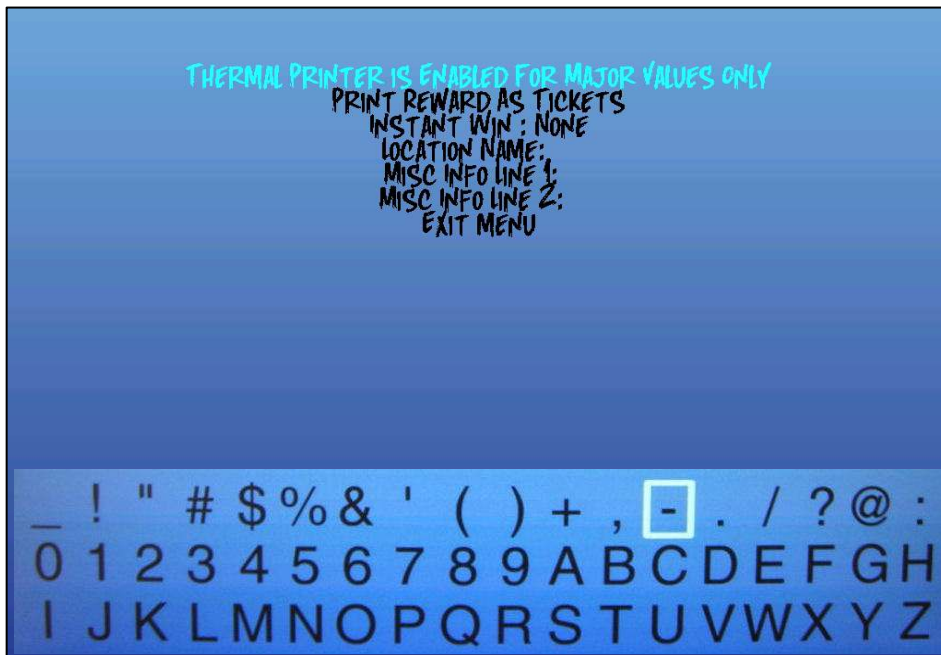 THERMAL PRINTER IS ENABLED FOR MAJOR VALUES ONLY
PRINT REWARD AS TICKETS
INSTANT WIN : NONE
LOCATION NAME:
MISC INFO LINE 1:
MISC INFO LINE 2:
EXIT MENU
_ ! " # $ % & ' ( ) + , - . / ? @ :
0 1 2 3 4 5 6 7 8 9 A B C D E F G H
I J K L M N O P Q R S T U V W X Y Z